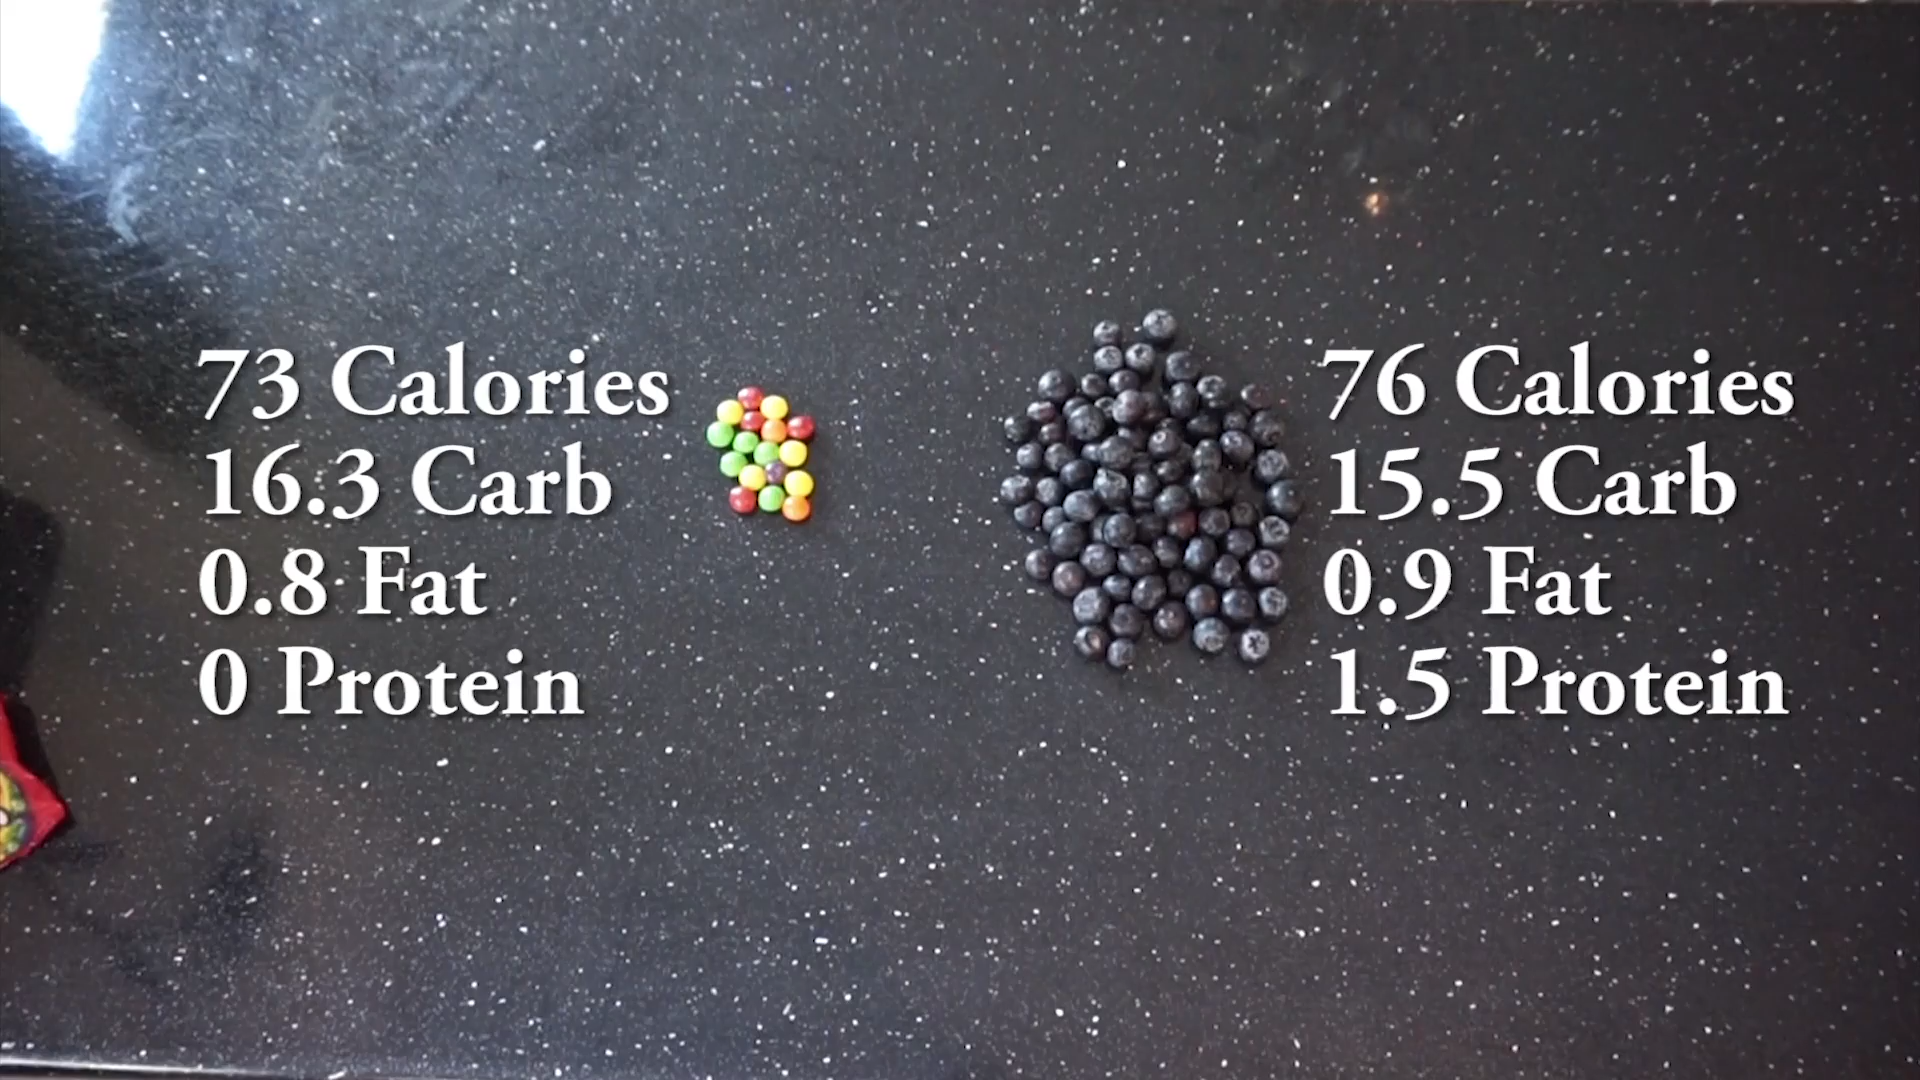 73 Calories
16.3 Carb
0.8 Fat
0 Protein
76 Calories
15.5 Carb
0.9 Fat
1.5 Protein